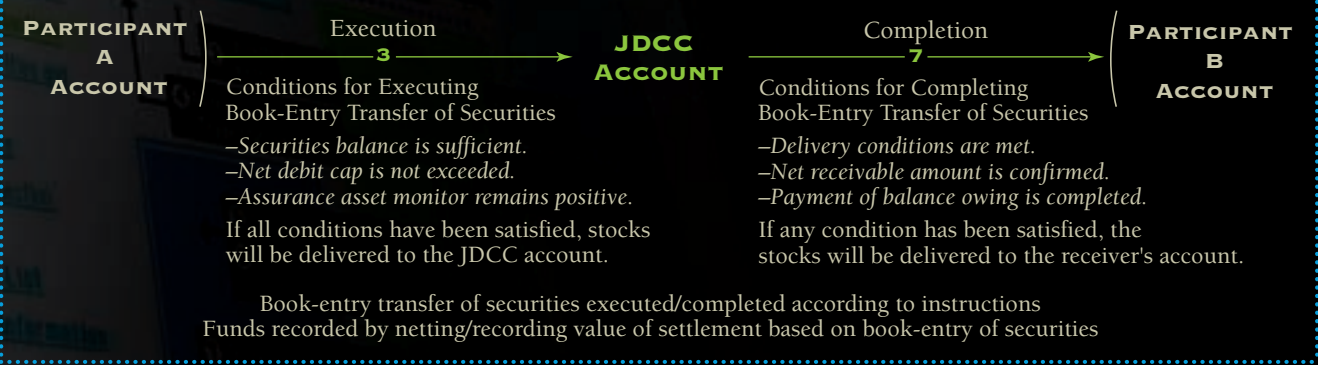 PARTICIPANT
A
ACCOUNT
Execution
3
JDCC
ACCOUNT
Completion
7
PARTICIPANT
B
ACCOUNT
Conditions for Executing
Book-Entry Transfer of Securities
–Securities balance is sufficient.
–Net debit cap is not exceeded.
–Assurance asset monitor remains positive.
If all conditions have been satisfied, stocks
will be delivered to the JDCC account.
Conditions for Completing
Book-Entry Transfer of Securities
–Delivery conditions are met.
–Net receivable amount is confirmed.
–Payment of balance owing is completed.
If any condition has been satisfied, the
stocks will be delivered to the receiver's account.
Book-entry transfer of securities executed/completed according to instructions
Funds recorded by netting/recording value of settlement based on book-entry of securities